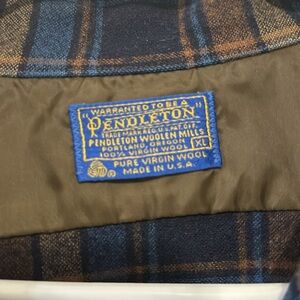 "WARRANTED TO BE A
PENDLETON"
TRADE MARK REG. U.S. PAT. OFF.
PENDLETON WOOLEN MILLS
PORTLAND, OREGON
100% VIRGIN WOOL
XL
PURE VIRGIN WOOL
MADE IN U.S.A.
®